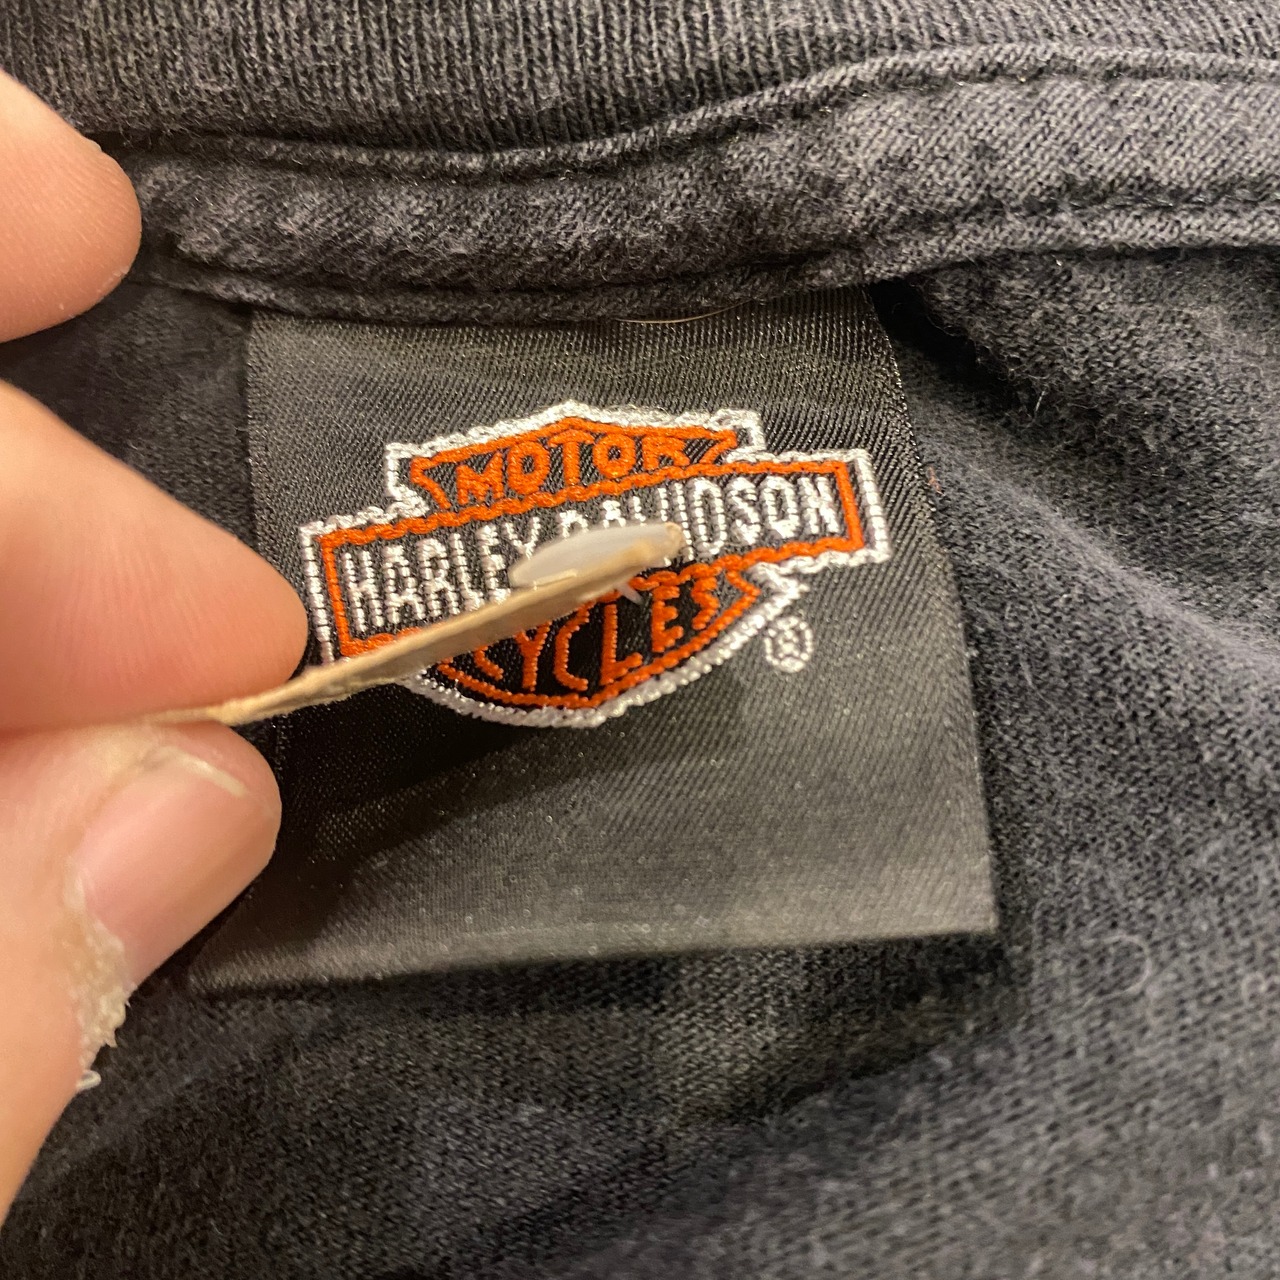 MOTOR
HARLEY-DAVIDSON
CYCLES
®